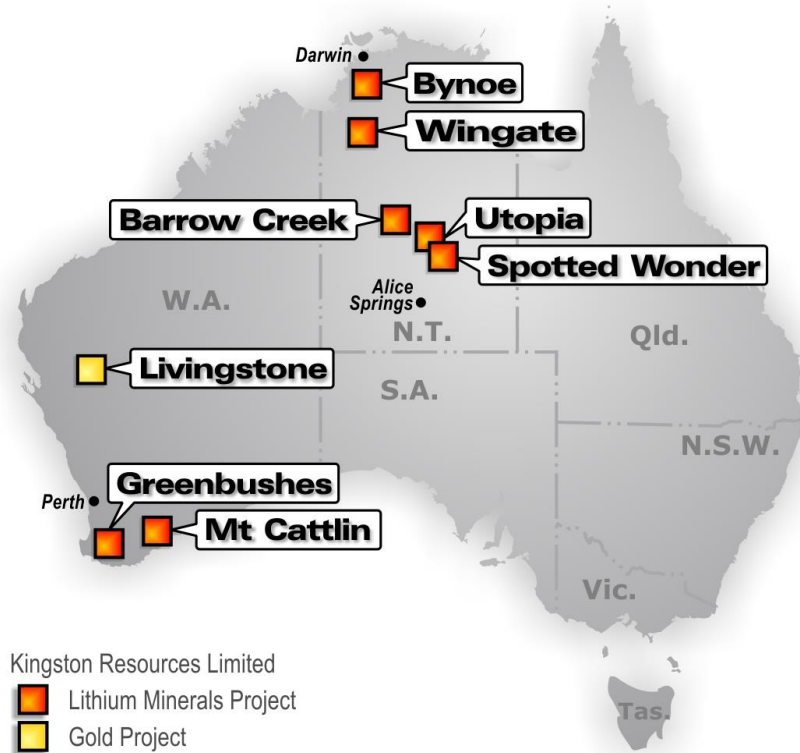 Darwin
Bynoe
Wingate
Barrow Creek
Utopia
Spotted Wonder
Alice
Springs
W.A.
N.T.
Qld.
Livingstone
S.A.
N.S.W.
Greenbushes
Perth
Mt Cattlin
Vic.
Kingston Resources Limited
Lithium Minerals Project
Tas.
Gold Project